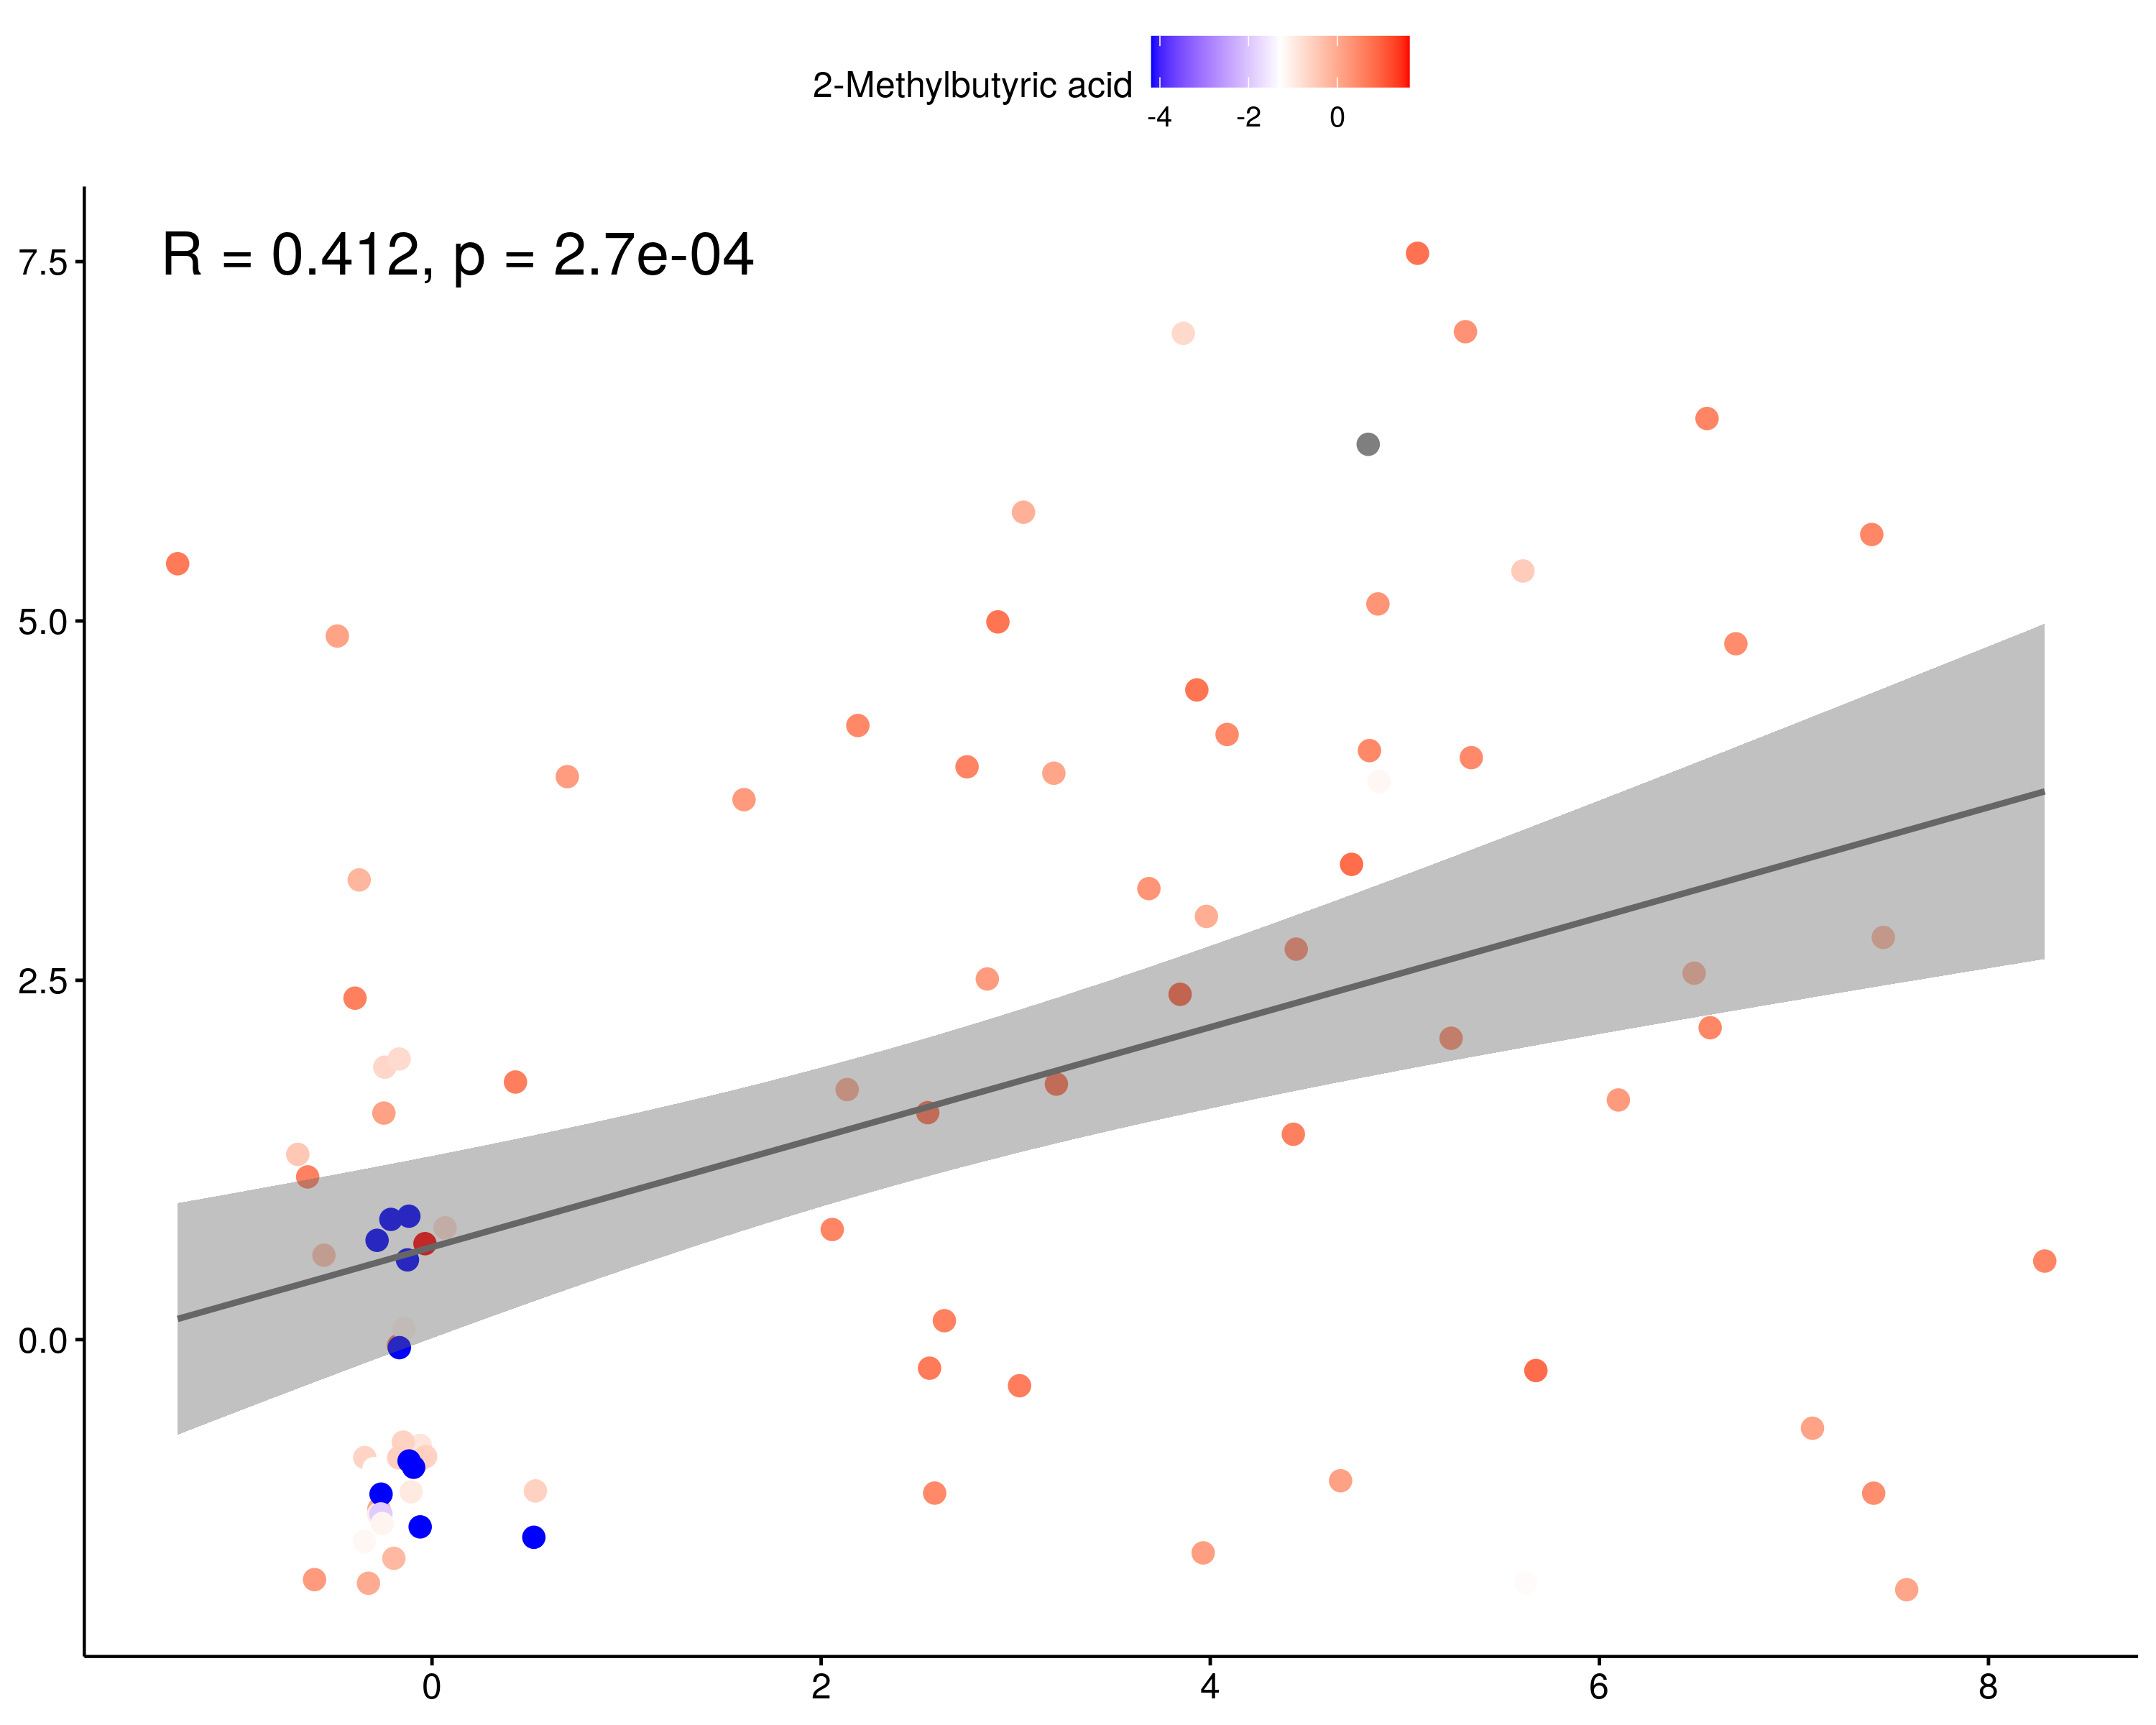 2-Methylbutyric acid
-4 -2 0
R = 0.412, p = 2.7e-04
7.5
5.0
2.5
0.0
0 2 4 6 8